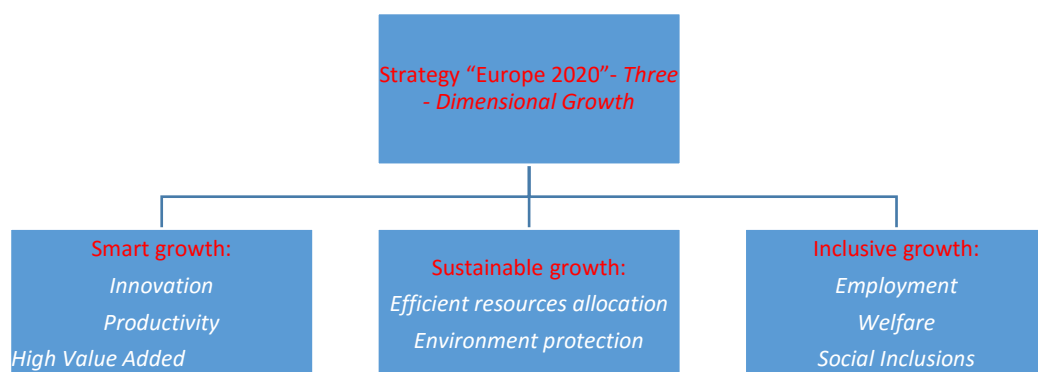 Strategy “Europe 2020”- Three
- Dimensional Growth
Smart growth:
Innovation
Productivity
High Value Added
Sustainable growth:
Efficient resources allocation
Environment protection
Inclusive growth:
Employment
Welfare
Social Inclusions